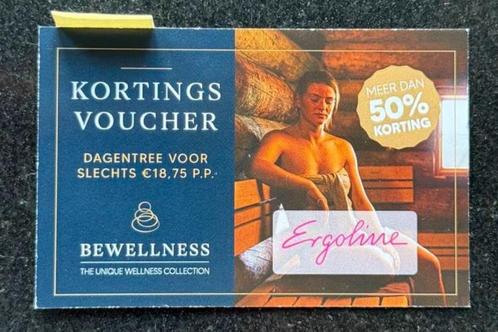 KORTINGS
VOUCHER
DAGENTREE VOOR
SLECHTS €18,75 P.P.
BEWELLNESS
THE UNIQUE WELLNESS COLLECTION
MEER DAN
50%
KORTING
Ergoline